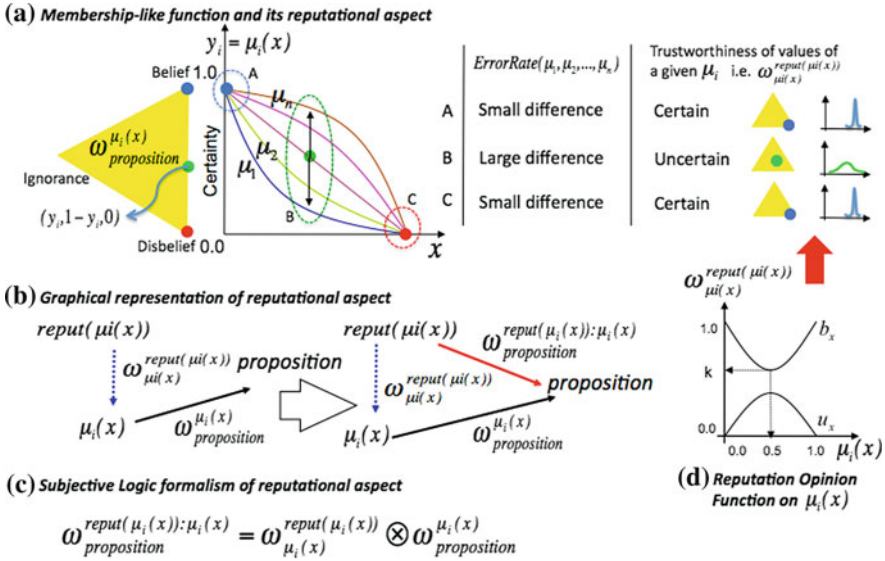 (a) Membership-like function and its reputational aspect
y_i = μ_i(x)
Belief 1.0
A
μ_n
μ_2
μ_1
ω^{μ_i(x)}_{proposition}
Ignorance
Certainty
(y_i, 1 – y_i, 0)
B
C
Disbelief 0.0
x
ErrorRate(μ_1, μ_2, ..., μ_n)
Trustworthiness of values of
a given μ_i i.e. ω^{reput(μi(x))}_{μi(x)}
A Small difference Certain
B Large difference Uncertain
C Small difference Certain
(b) Graphical representation of reputational aspect
reput(μi(x))
ω^{reput(μi(x))}_{μi(x)}
proposition
μ_i(x)
ω^{μ_i(x)}_{proposition}
reput(μi(x))
ω^{reput(μ_i(x)):μ_i(x)}_{proposition}
ω^{reput(μi(x))}_{μi(x)}
proposition
μ_i(x)
ω^{μ_i(x)}_{proposition}
(c) Subjective Logic formalism of reputational aspect
ω^{reput(μ_i(x)):μ_i(x)}_{proposition} = ω^{reput(μ_i(x))}_{μ_i(x)} ⊗ ω^{μ_i(x)}_{proposition}
ω^{reput(μi(x))}_{μi(x)}
1.0
b_x
k
u_x
0.0
0.0 0.5 1.0 μ_i(x)
(d) Reputation Opinion
Function on μ_i(x)